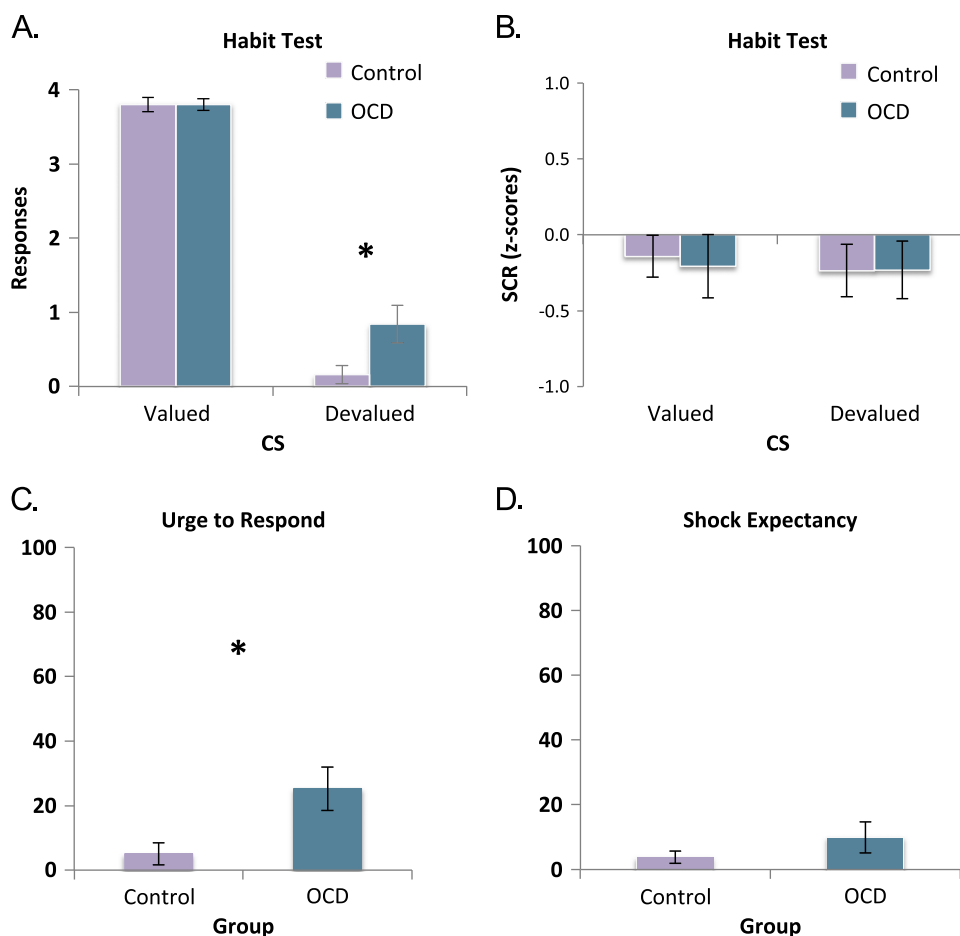 A.
Habit Test
Control
OCD
4
3
2
1
0
Responses
*
Valued Devalued
CS
B.
Habit Test
Control
OCD
1.0
0.5
0.0
-0.5
-1.0
SCR (z-scores)
Valued Devalued
CS
C.
Urge to Respond
100
80
60
40
20
0
*
Control OCD
Group
D.
Shock Expectancy
100
80
60
40
20
0
Control OCD
Group